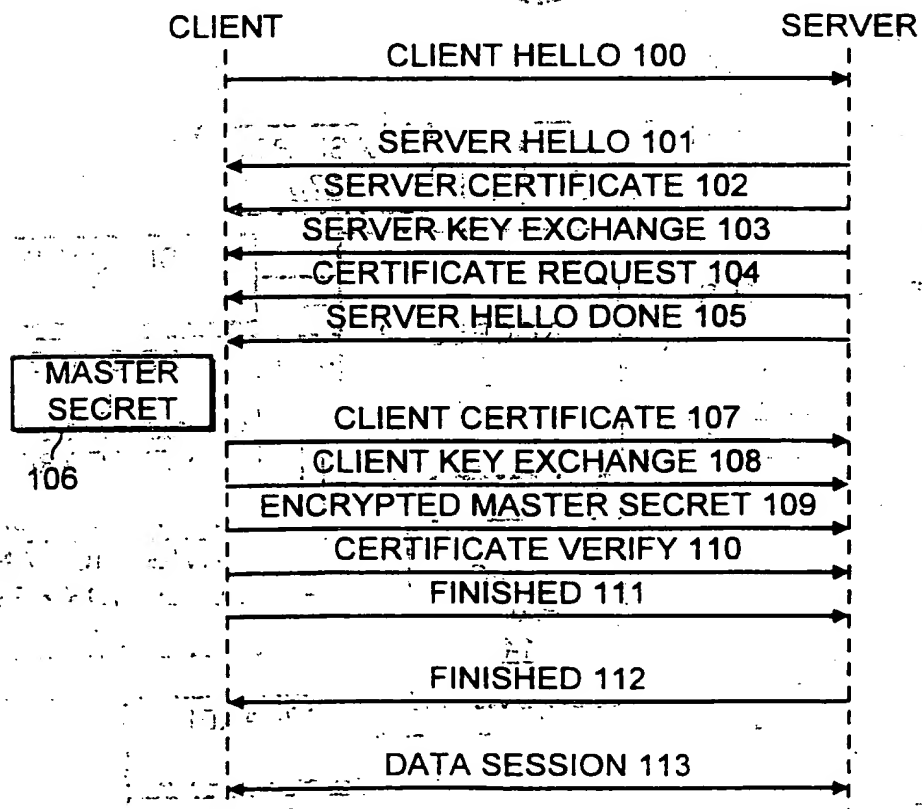 CLIENT SERVER
CLIENT HELLO 100
SERVER HELLO 101
SERVER CERTIFICATE 102
SERVER KEY EXCHANGE 103
CERTIFICATE REQUEST 104
SERVER HELLO DONE 105
MASTER
SECRET
106
CLIENT CERTIFICATE 107
CLIENT KEY EXCHANGE 108
ENCRYPTED MASTER SECRET 109
CERTIFICATE VERIFY 110
FINISHED 111
FINISHED 112
DATA SESSION 113